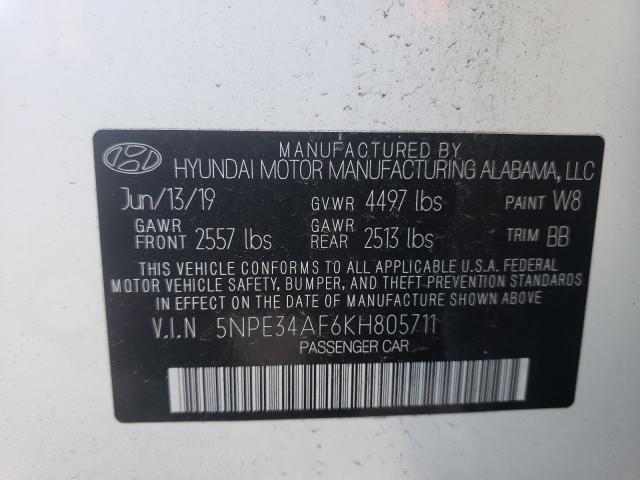 MANUFACTURED BY
HYUNDAI MOTOR MANUFACTURING ALABAMA, LLC
Jun/13/19 GVWR 4497 lbs PAINT W8
GAWR FRONT 2557 lbs GAWR REAR 2513 lbs TRIM BB
THIS VEHICLE CONFORMS TO ALL APPLICABLE U.S.A. FEDERAL
MOTOR VEHICLE SAFETY, BUMPER, AND THEFT PREVENTION STANDARDS
IN EFFECT ON THE DATE OF MANUFACTURE SHOWN ABOVE.
V.I.N 5NPE34AF6KH805711
PASSENGER CAR